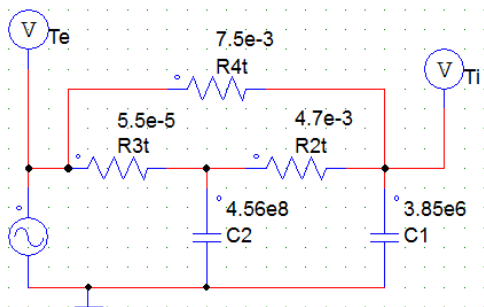 V
Te
7.5e-3
R4t
V
Ti
5.5e-5
R3t
4.7e-3
R2t
4.56e8
C2
3.85e6
C1